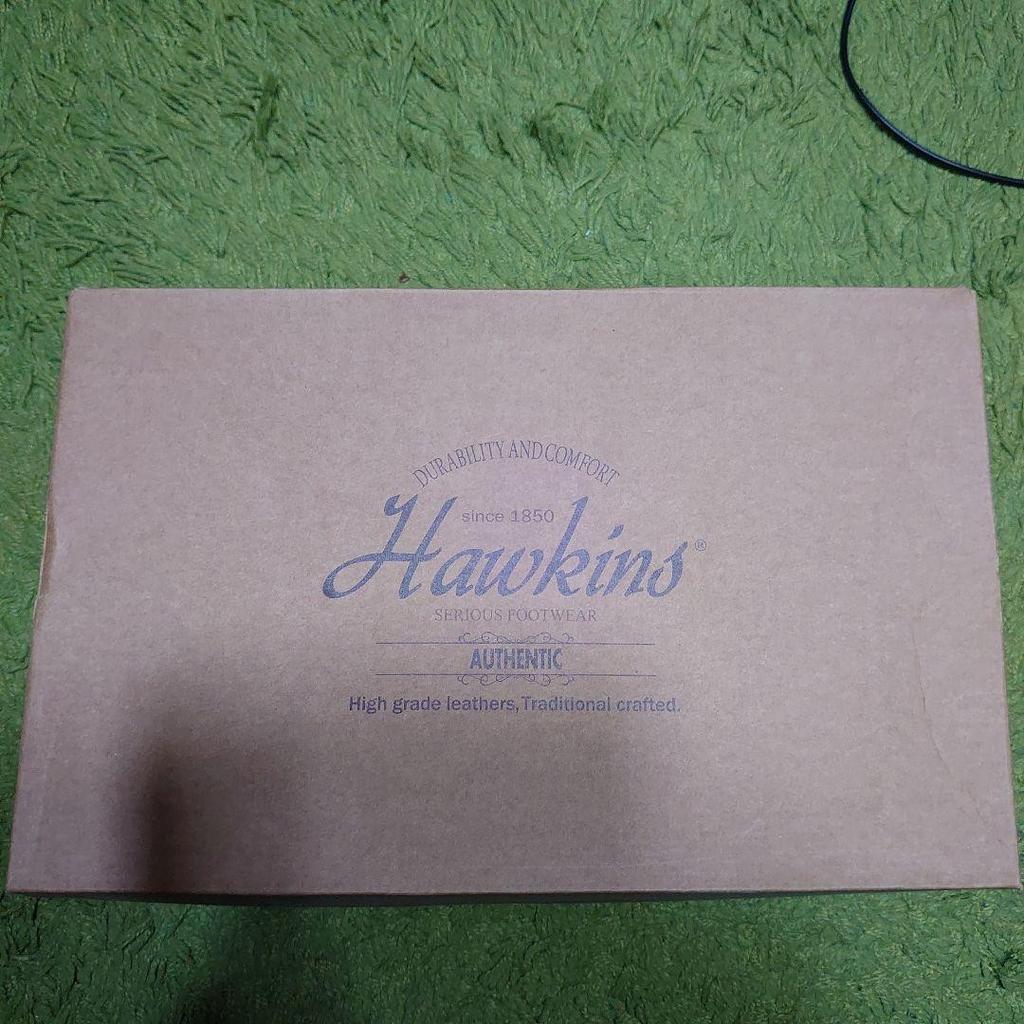 DURABILITY AND COMFORT
since 1850
Hawkins®
SERIOUS FOOTWEAR
AUTHENTIC
High grade leathers, Traditional crafted.